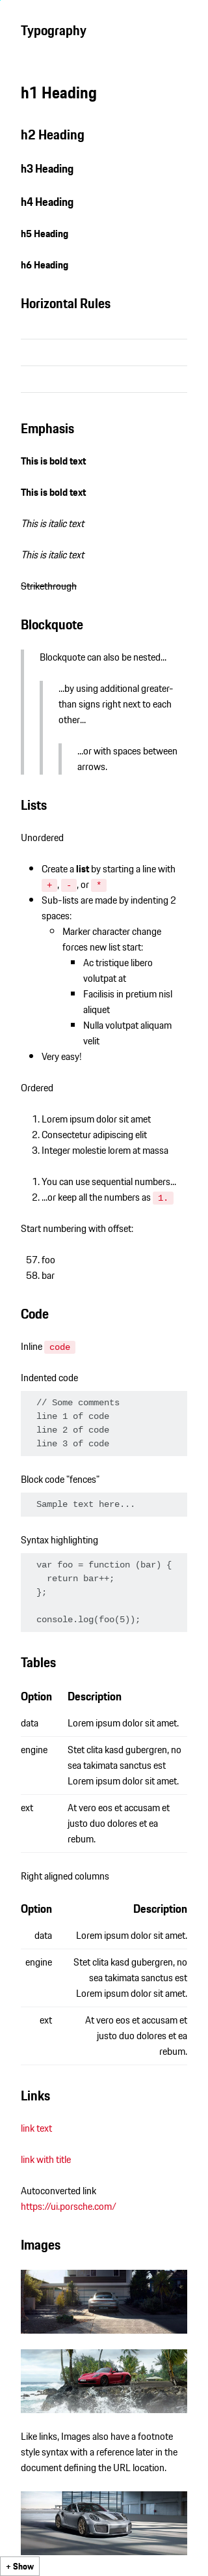 Typography
h1 Heading
h2 Heading
h3 Heading
h4 Heading
h5 Heading
h6 Heading
Horizontal Rules
Emphasis
This is bold text
This is bold text
This is italic text
This is italic text
Strikethrough
Blockquote
Blockquote can also be nested...
...by using additional greater-
than signs right next to each
other...
...or with spaces between
arrows.
Lists
Unordered
Create a list by starting a line with
+ , - , or *
Sub-lists are made by indenting 2
spaces:
Marker character change
forces new list start:
Ac tristique libero
volutpat at
Facilisis in pretium nisl
aliquet
Nulla volutpat aliquam
velit
Very easy!
Ordered
1. Lorem ipsum dolor sit amet
2. Consectetur adipiscing elit
3. Integer molestie lorem at massa
1. You can use sequential numbers...
2. ...or keep all the numbers as 1.
Start numbering with offset:
57. foo
58. bar
Code
Inline code
Indented code
// Some comments
line 1 of code
line 2 of code
line 3 of code
Block code "fences"
Sample text here...
Syntax highlighting
var foo = function (bar) {
return bar++;
};
console.log(foo(5));
Tables
Option Description
data Lorem ipsum dolor sit amet.
engine Stet clita kasd gubergren, no
sea takimata sanctus est
Lorem ipsum dolor sit amet.
ext At vero eos et accusam et
justo duo dolores et ea
rebum.
Right aligned columns
Option Description
data Lorem ipsum dolor sit amet.
engine Stet clita kasd gubergren, no
sea takimata sanctus est
Lorem ipsum dolor sit amet.
ext At vero eos et accusam et
justo duo dolores et ea
rebum.
Links
link text
link with title
Autoconverted link
https://ui.porsche.com/
Images
Like links, Images also have a footnote
style syntax with a reference later in the
document defining the URL location.
+ Show